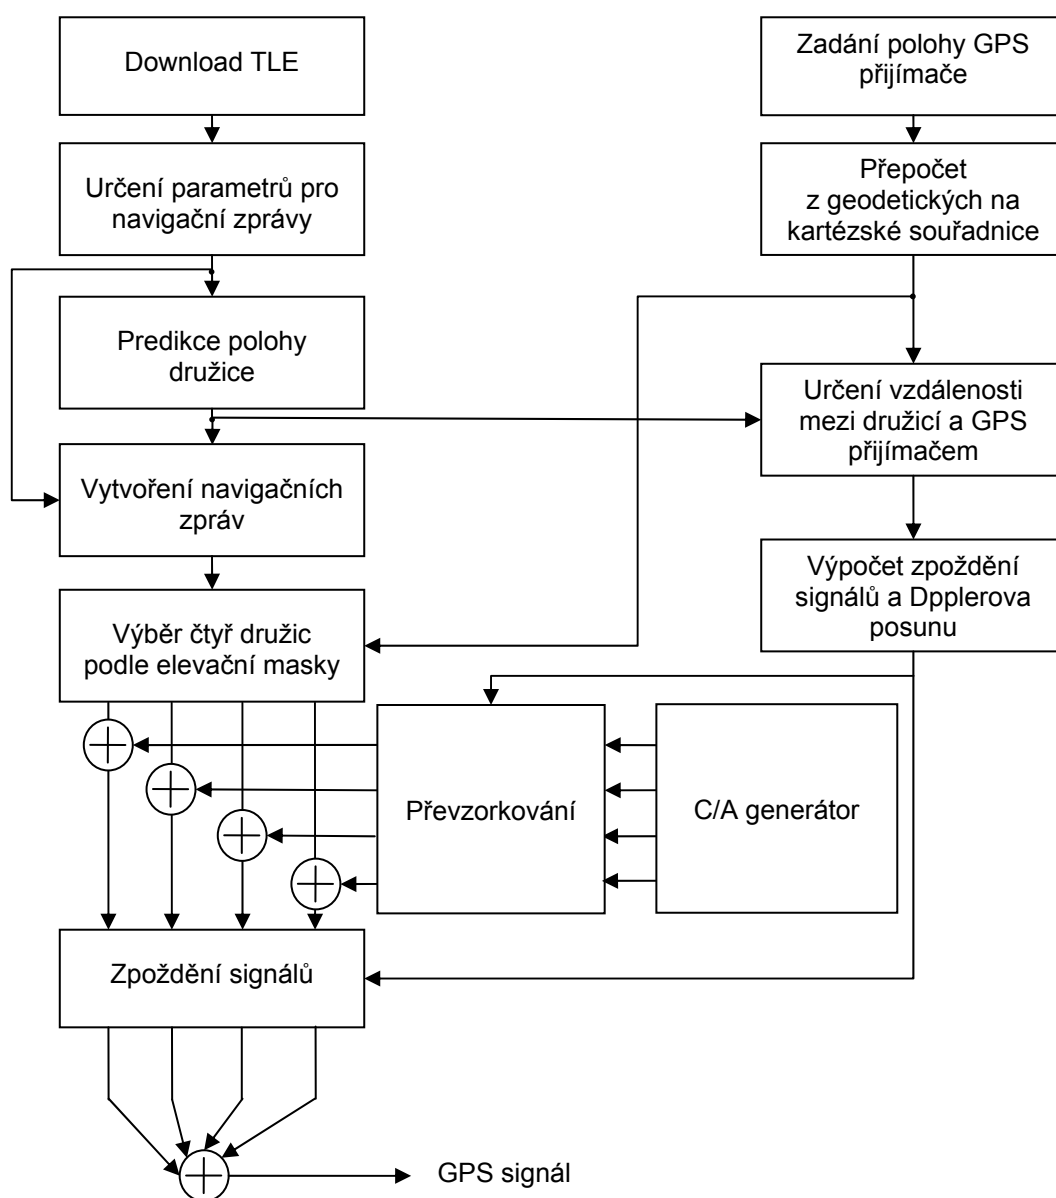 Download TLE
Zadání polohy GPS
přijímače
Určení parametrů pro
navigační zprávy
Přepočet
z geodetických na
kartézské souřadnice
Predikce polohy
družice
Určení vzdálenosti
mezi družicí a GPS
přijímačem
Vytvoření navigačních
zpráv
Výpočet zpoždění
signálů a Dpplerova
posunu
Výběr čtyř družic
podle elevační masky
Převzorkování
C/A generátor
Zpoždění signálů
GPS signál